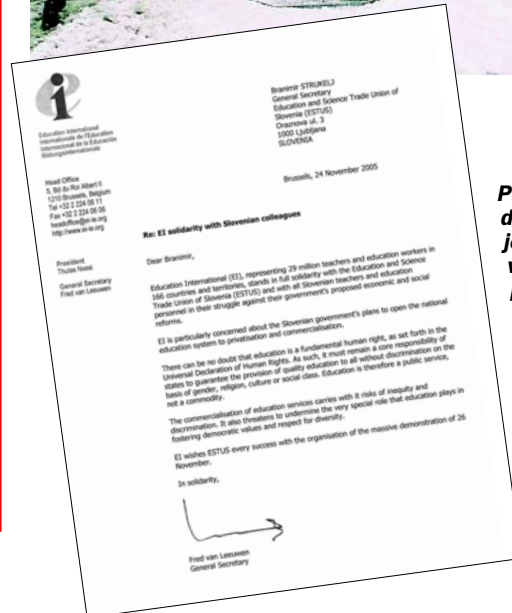 Education International
Internationale de l'Education
Internacional de la Educación
Bildungsinternationale
Head Office
5, Bd du Roi Albert II
1210 Brussels, Belgium
Tel +32 2 224 06 11
Fax +32 2 224 06 06
headoffice@ei-ie.org
http://www.ei-ie.org
President
Thulas Nxesi
General Secretary
Fred van Leeuwen
Branimir STRUKELJ
General Secretary
Education and Science Trade Union of
Slovenia (ESTUS)
Oraznova ul. 3
1000 Ljubljana
SLOVENIA
Brussels, 24 November 2005
Re: EI solidarity with Slovenian colleagues
Dear Branimir,
Education International (EI), representing 29 million teachers and education workers in
166 countries and territories, stands in full solidarity with the Education and Science
Trade Union of Slovenia (ESTUS) and with all Slovenian teachers and education
personnel in their struggle against their government's proposed economic and social
reforms.
EI is particularly concerned about the Slovenian government's plans to open the national
education system to privatisation and commercialisation.
There can be no doubt that education is a fundamental human right, as set forth in the
Universal Declaration of Human Rights. As such, it must remain a core responsibility of
states to guarantee the provision of quality education to all without discrimination on the
basis of gender, religion, culture or social class. Education is therefore a public service,
not a commodity.
The commercialisation of education services carries with it risks of inequity and
discrimination. It also threatens to undermine the very special role that education plays in
fostering democratic values and respect for diversity.
EI wishes ESTUS every success with the organisation of the massive demonstration of 26
November.
In solidarity,
Fred van Leeuwen
General Secretary